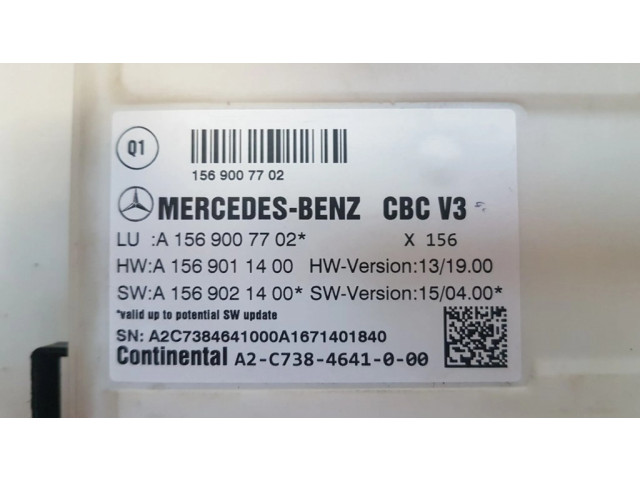 Q1
156 900 77 02
MERCEDES-BENZ CBC V3
LU :A 156 900 77 02* X 156
HW:A 156 901 14 00 HW-Version:13/19.00
SW:A 156 902 14 00* SW-Version:15/04.00*
*valid up to potential SW update
SN: A2C7384641000A1671401840
Continental A2-C738-4641-0-00